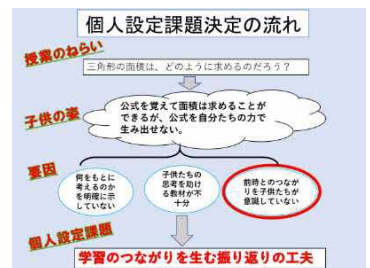 個人設定課題決定の流れ
授業のねらい
三角形の面積は、どのように求めるのだろう？
子供の姿
公式を覚えて面積は求めることが
できるが、公式を自分たちの力で
生み出せない。
要因
何をもとに
考えるのか
を明確に示
していない
子供たちの
思考を助け
る教材が不
十分
前時とのつなが
りを子供たちが
意識していない
個人設定課題
学習のつながりを生む振り返りの工夫